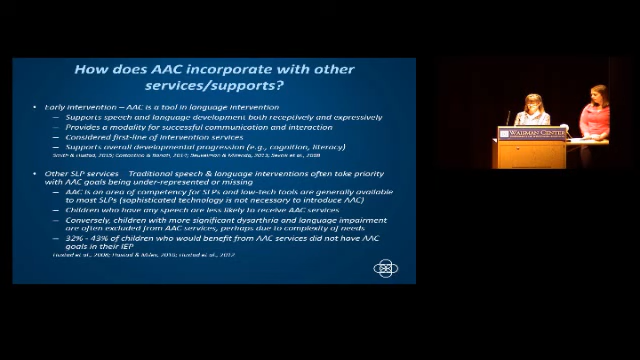 How does AAC incorporate with other
services/supports?
• Early intervention – AAC is a tool in language intervention
– Supports speech and language development both receptively and expressively
– Provides a modality for successful communication and interaction
– Considered first-line of intervention services
– Supports overall developmental progression (e.g., cognition, literacy)
• Other SLP services – Traditional speech & language interventions often take priority
with AAC goals being under-represented or missing
– AAC is an area of competency for SLPs and low-tech tools are generally available
to most SLPs (sophisticated technology is not necessary to introduce AAC)
– Children who have any speech are less likely to receive AAC services
– Conversely, children with more significant dysarthria and language impairment
are often excluded from AAC services, perhaps due to complexity of needs
– 32% - 43% of children who would benefit from AAC services did not have AAC
goals in their IEP
WAISMAN CENTER